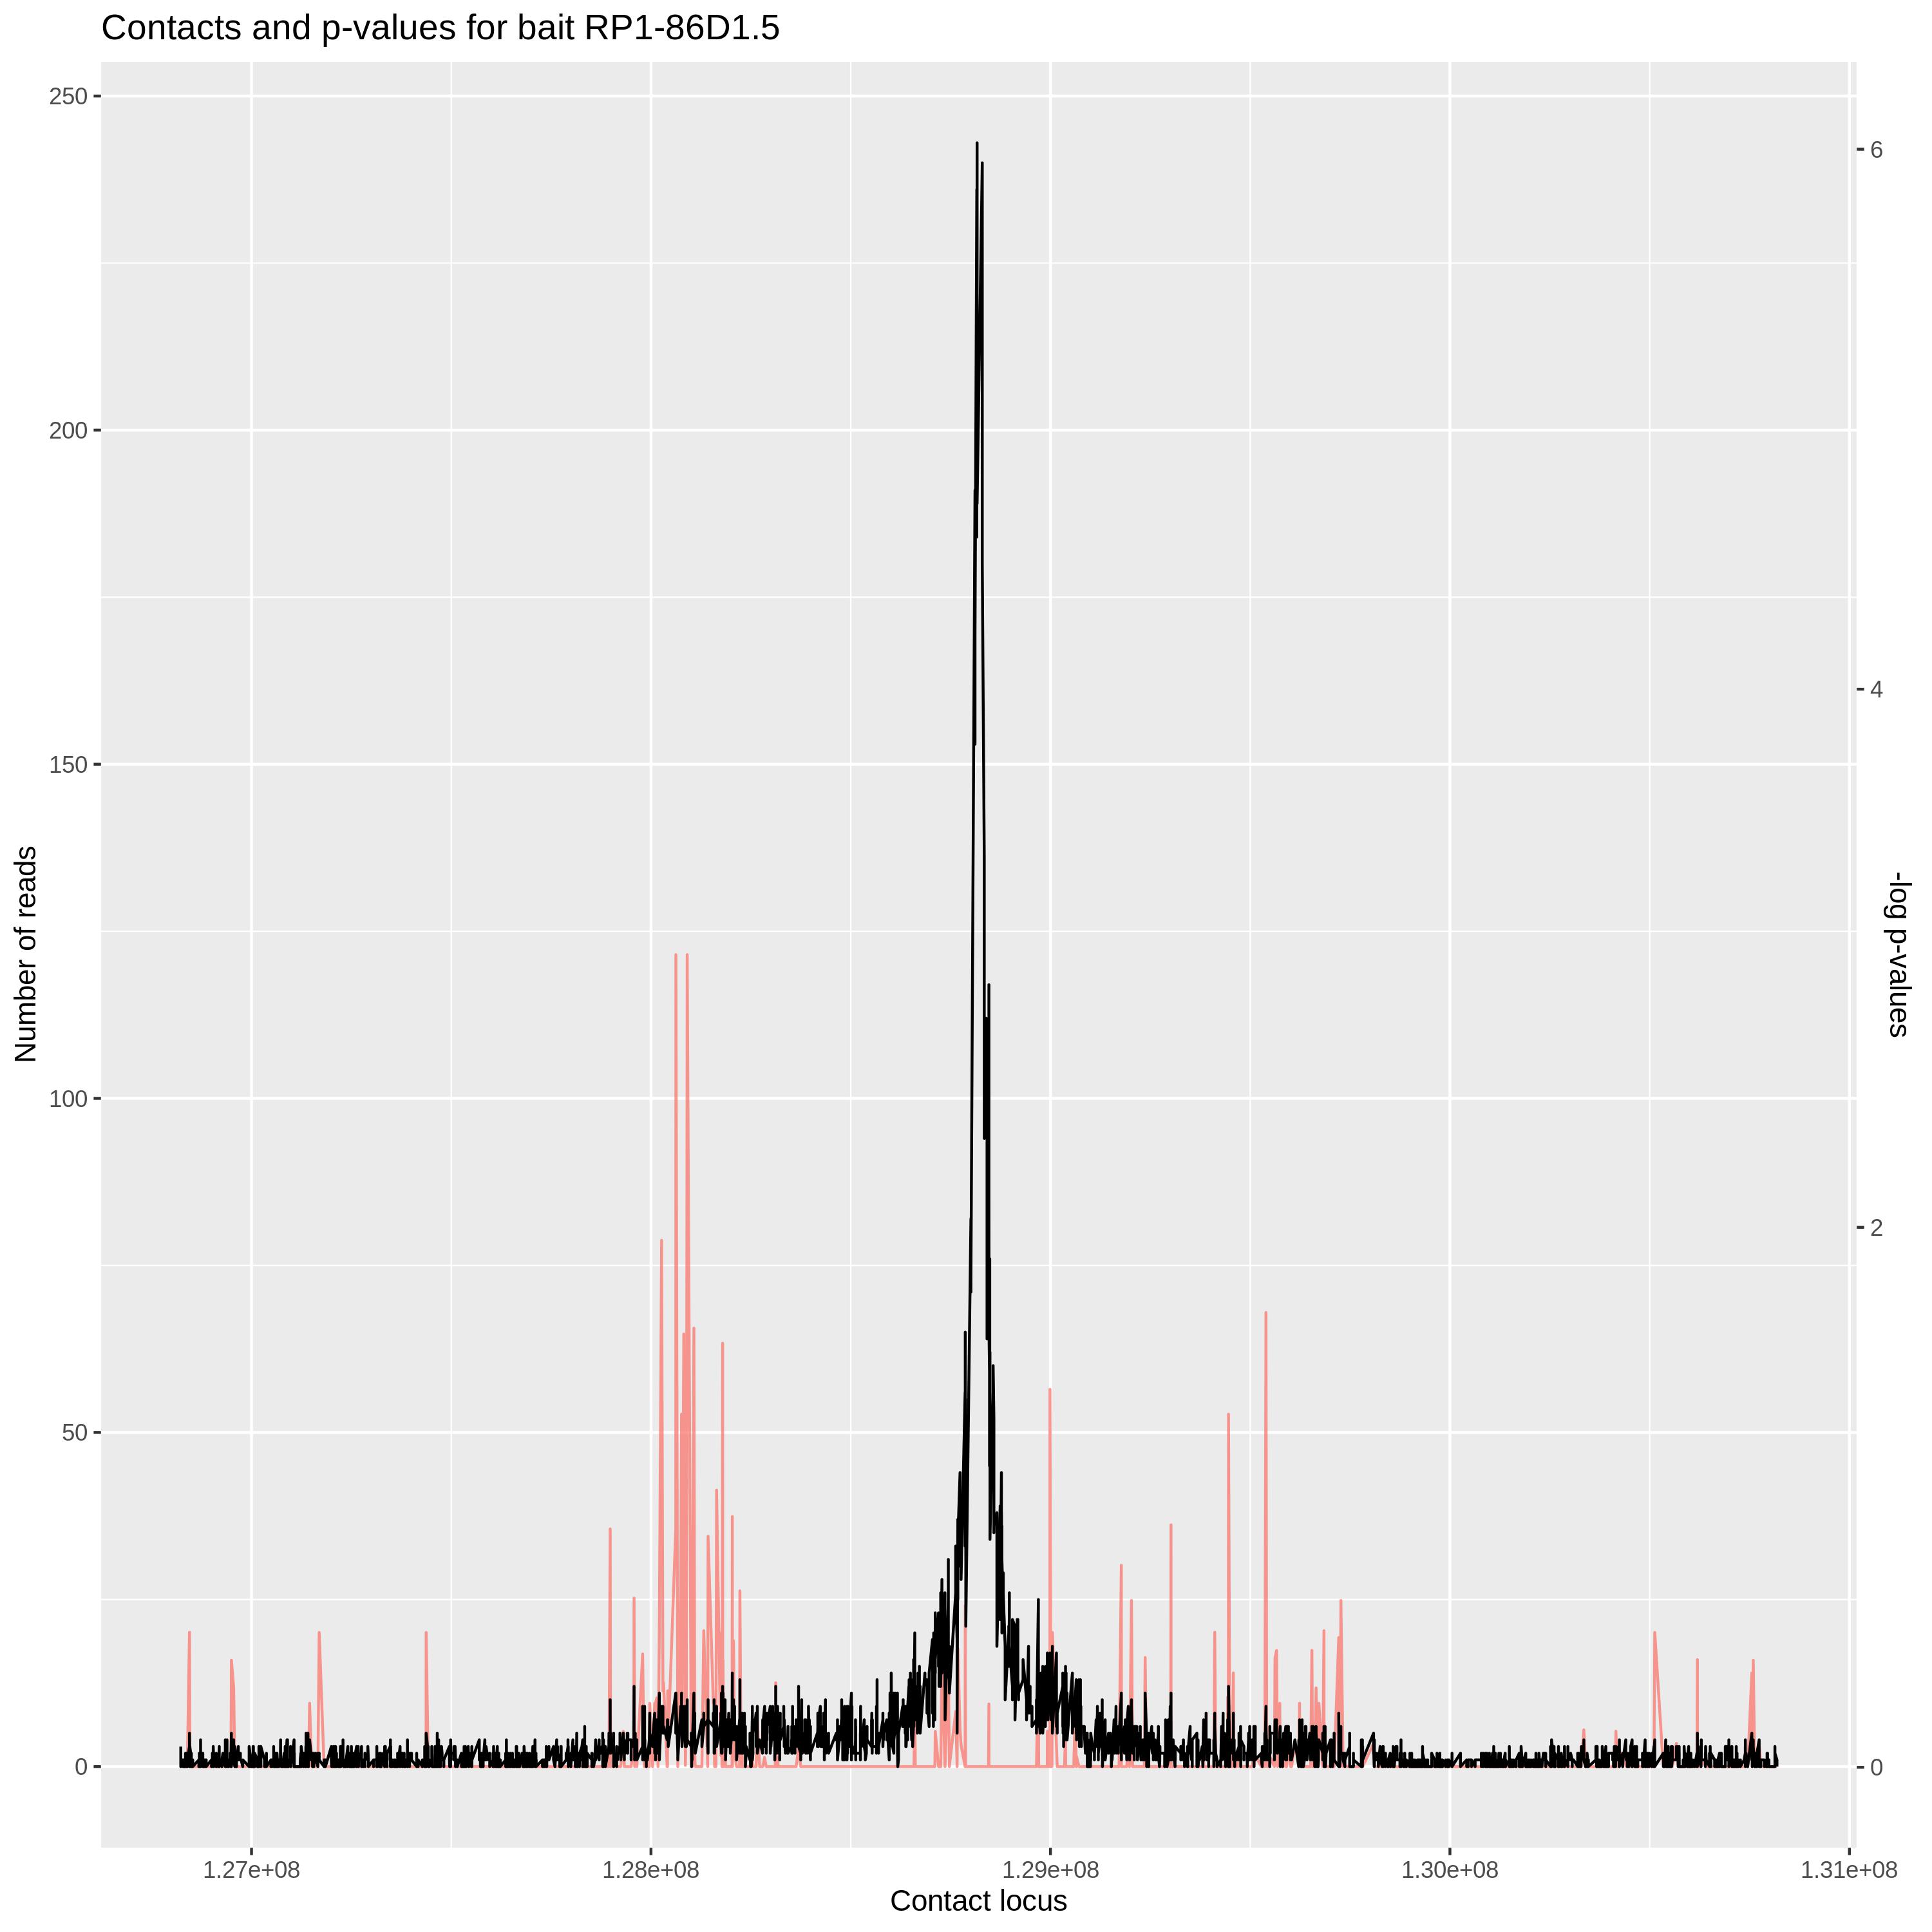 Contacts and p-values for bait RP1-86D1.5
250
200
150
100
50
0
Number of reads
6
4
2
0
-log p-values
1.27e+08
1.28e+08
1.29e+08
1.30e+08
1.31e+08
Contact locus